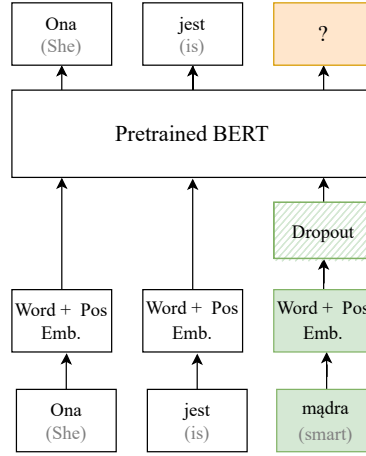 Ona jest ?
(She) (is)
Pretrained BERT
Dropout
Word + Pos Word + Pos Word + Pos
Emb. Emb. Emb.
Ona jest mądra
(She) (is) (smart)